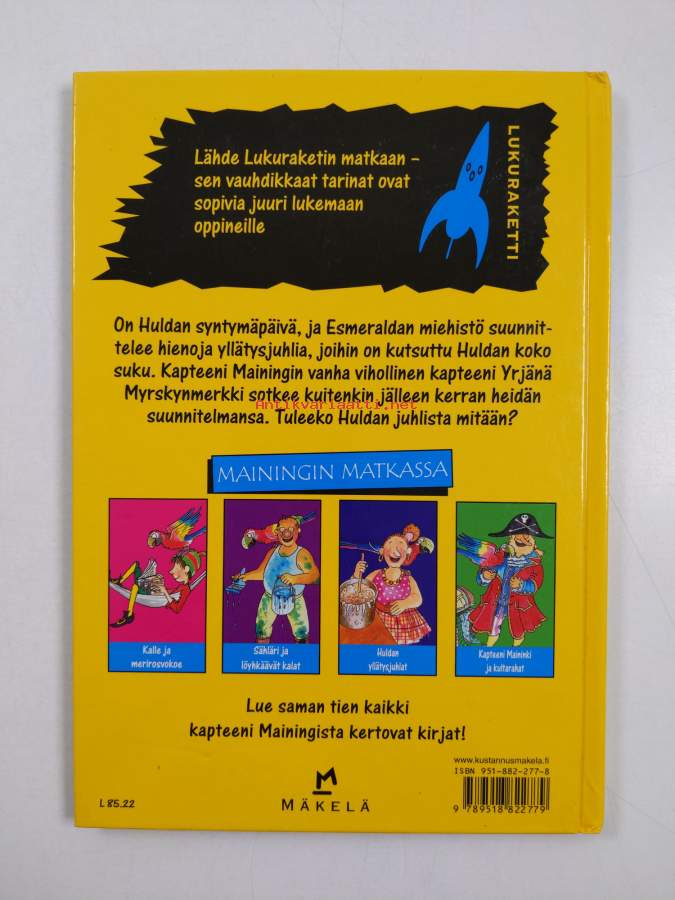 Lähde Lukuraketin matkaan –
sen vauhdikkaat tarinat ovat
sopivia juuri lukemaan
oppineille
LUKURAKETTI
On Huldan syntymäpäivä, ja Esmeraldan miehistö suunnit-
telee hienoja yllätysjuhlia, joihin on kutsuttu Huldan koko
suku. Kapteeni Mainingin vanha vihollinen kapteeni Yrjänä
Myrskynmerkki sotkee kuitenkin jälleen kerran heidän
suunnitelmansa. Tuleeko Huldan juhlista mitään?
Antikvariaatti.net
MAININGIN MATKASSA
Kalle ja
merirosvokoe
Sähläri ja
löyhkäävät kalat
Huldan
yllätysjuhlat
Kapteeni Maininki
ja kultarahat
Lue saman tien kaikki
kapteeni Mainingista kertovat kirjat!
www.kustannusmakela.fi
ISBN 951-882-277-8
9 789518 822779
M
MÄKELÄ
L 85.22